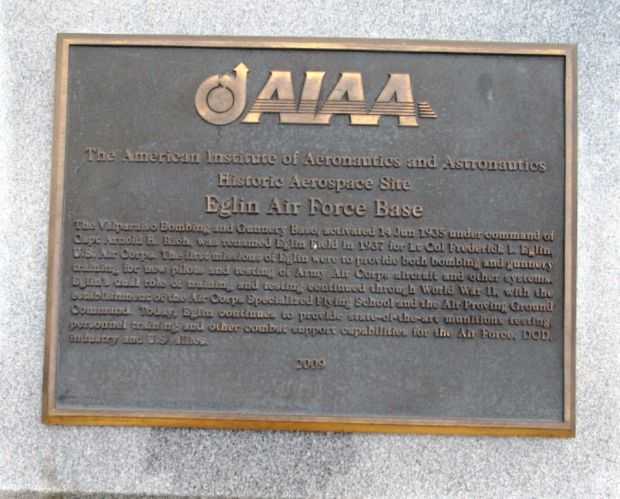 AIAA
The American Institute of Aeronautics and Astronautics
Historic Aerospace Site
Eglin Air Force Base
The Valparaiso Bombing and Gunnery Base, activated 14 Jun 1935 under command of
Capt Arnold H. Rich, was renamed Eglin Field in 1937 for Lt Col Frederick I. Eglin
U.S. Air Corps. The first missions of Eglin were to provide both bombing and gunnery
training for new pilots and testing of Army Air Corps aircraft and other systems.
Eglin's dual role of training and testing continued through World War II, with the
establishment of the Air Corps Specialized Flying School and the Air Proving Ground
Command. Today, Eglin continues to provide state-of-the-art munitions testing
personnel training and other combat support capabilities for the Air Force, DOD,
industry and U.S. Allies.
2009